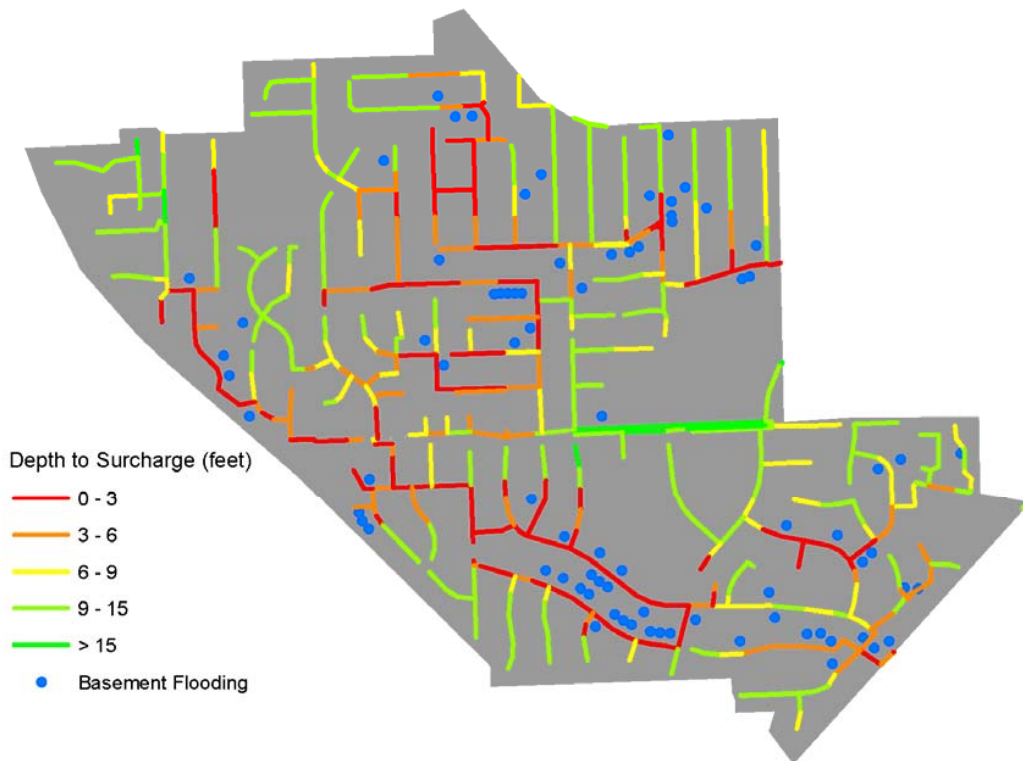 Depth to Surcharge (feet)
0 - 3
3 - 6
6 - 9
9 - 15
> 15
Basement Flooding